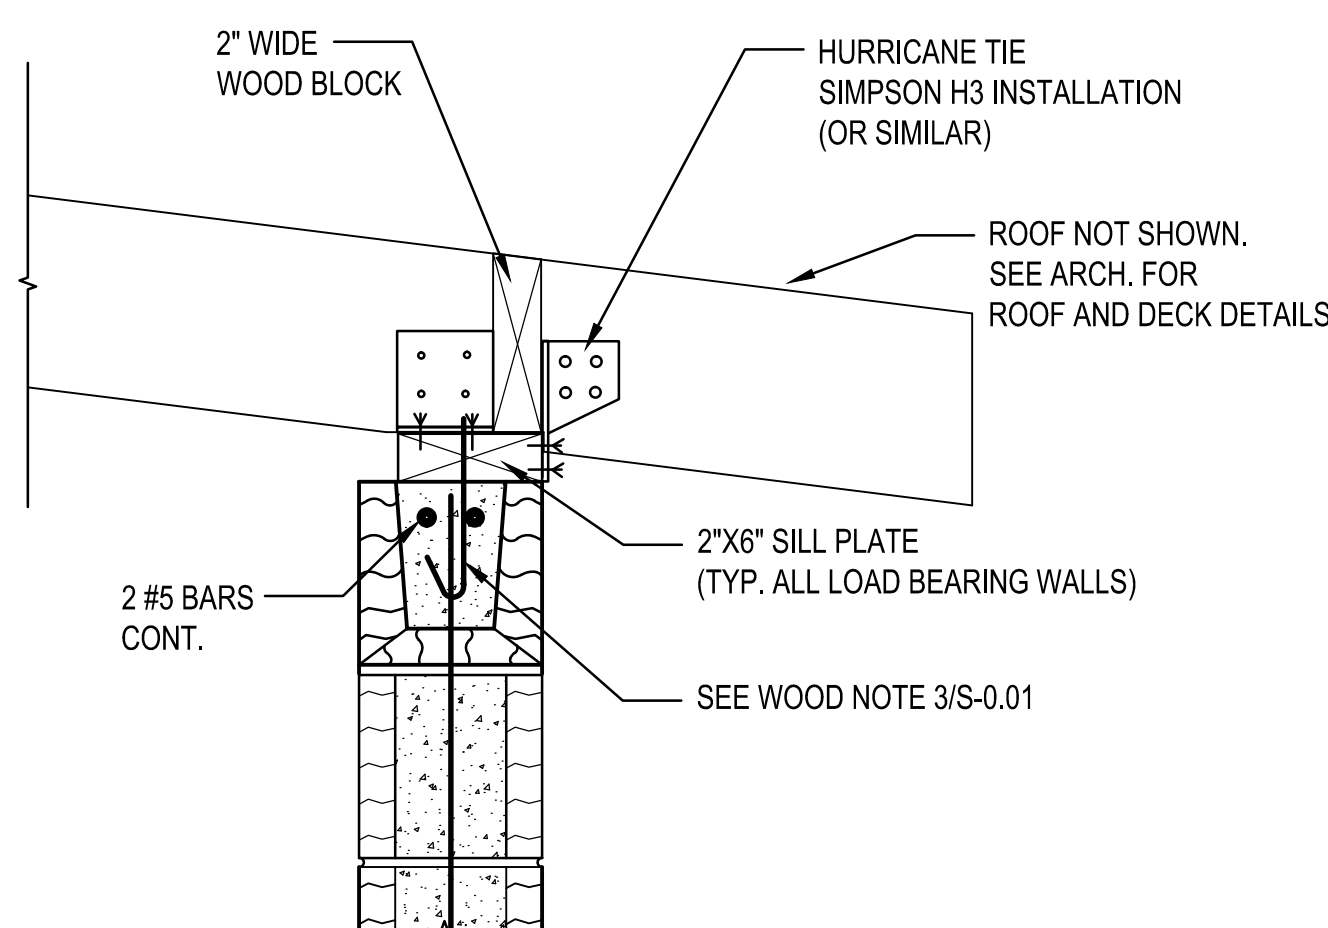 2" WIDE
WOOD BLOCK
HURRICANE TIE
SIMPSON H3 INSTALLATION
(OR SIMILAR)
ROOF NOT SHOWN.
SEE ARCH. FOR
ROOF AND DECK DETAILS
2"X6" SILL PLATE
(TYP. ALL LOAD BEARING WALLS)
2 #5 BARS
CONT.
SEE WOOD NOTE 3/S-0.01